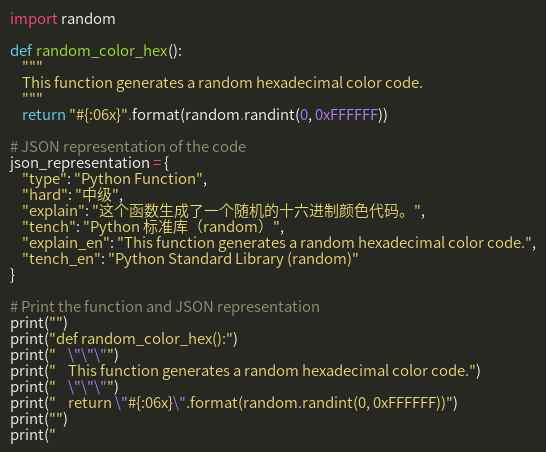 import random
def random_color_hex():
"""
This function generates a random hexadecimal color code.
"""
return "#{:06x}".format(random.randint(0, 0xFFFFFF))
# JSON representation of the code
json_representation = {
"type": "Python Function",
"hard": "中级",
"explain": "这个函数生成了一个随机的十六进制颜色代码。",
"tench": "Python 标准库（random）",
"explain_en": "This function generates a random hexadecimal color code.",
"tench_en": "Python Standard Library (random)"
}
# Print the function and JSON representation
print("")
print("def random_color_hex():")
print("    \"\"\"")
print("    This function generates a random hexadecimal color code.")
print("    \"\"\"")
print("    return \"#{:06x}\".format(random.randint(0, 0xFFFFFF))")
print("")
print("